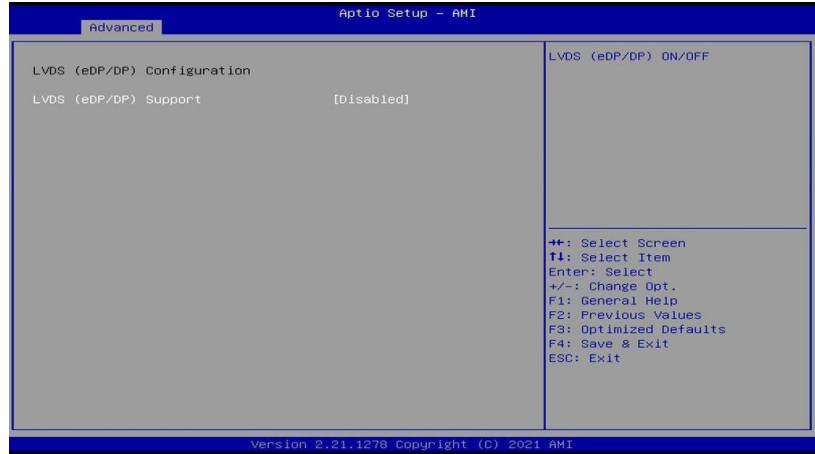 Aptio Setup – AMI
Advanced
LVDS (eDP/DP) Configuration
LVDS (eDP/DP) Support [Disabled]
LVDS (eDP/DP) ON/OFF
→←: Select Screen
↑↓: Select Item
Enter: Select
+/-: Change Opt.
F1: General Help
F2: Previous Values
F3: Optimized Defaults
F4: Save & Exit
ESC: Exit
Version 2.21.1278 Copyright (C) 2021 AMI